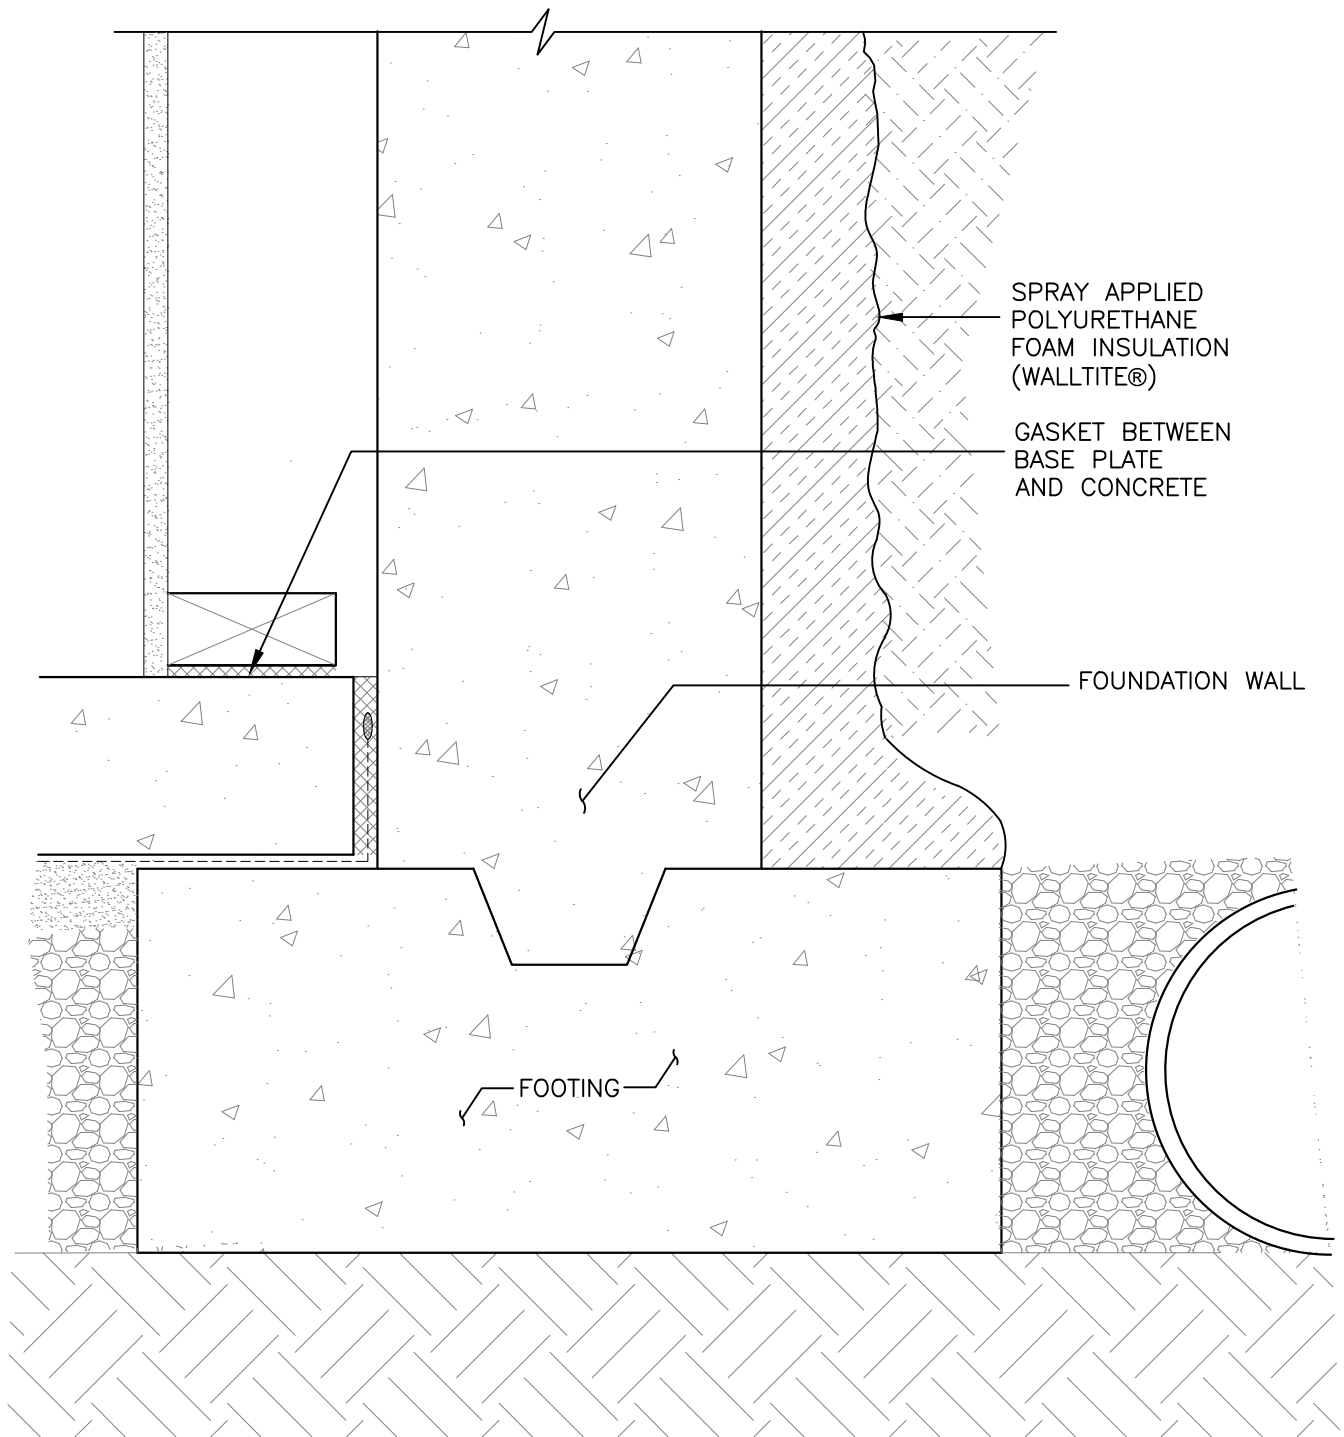 SPRAY APPLIED
POLYURETHANE
FOAM INSULATION
(WALLTITE®)
GASKET BETWEEN
BASE PLATE
AND CONCRETE
FOUNDATION WALL
FOOTING